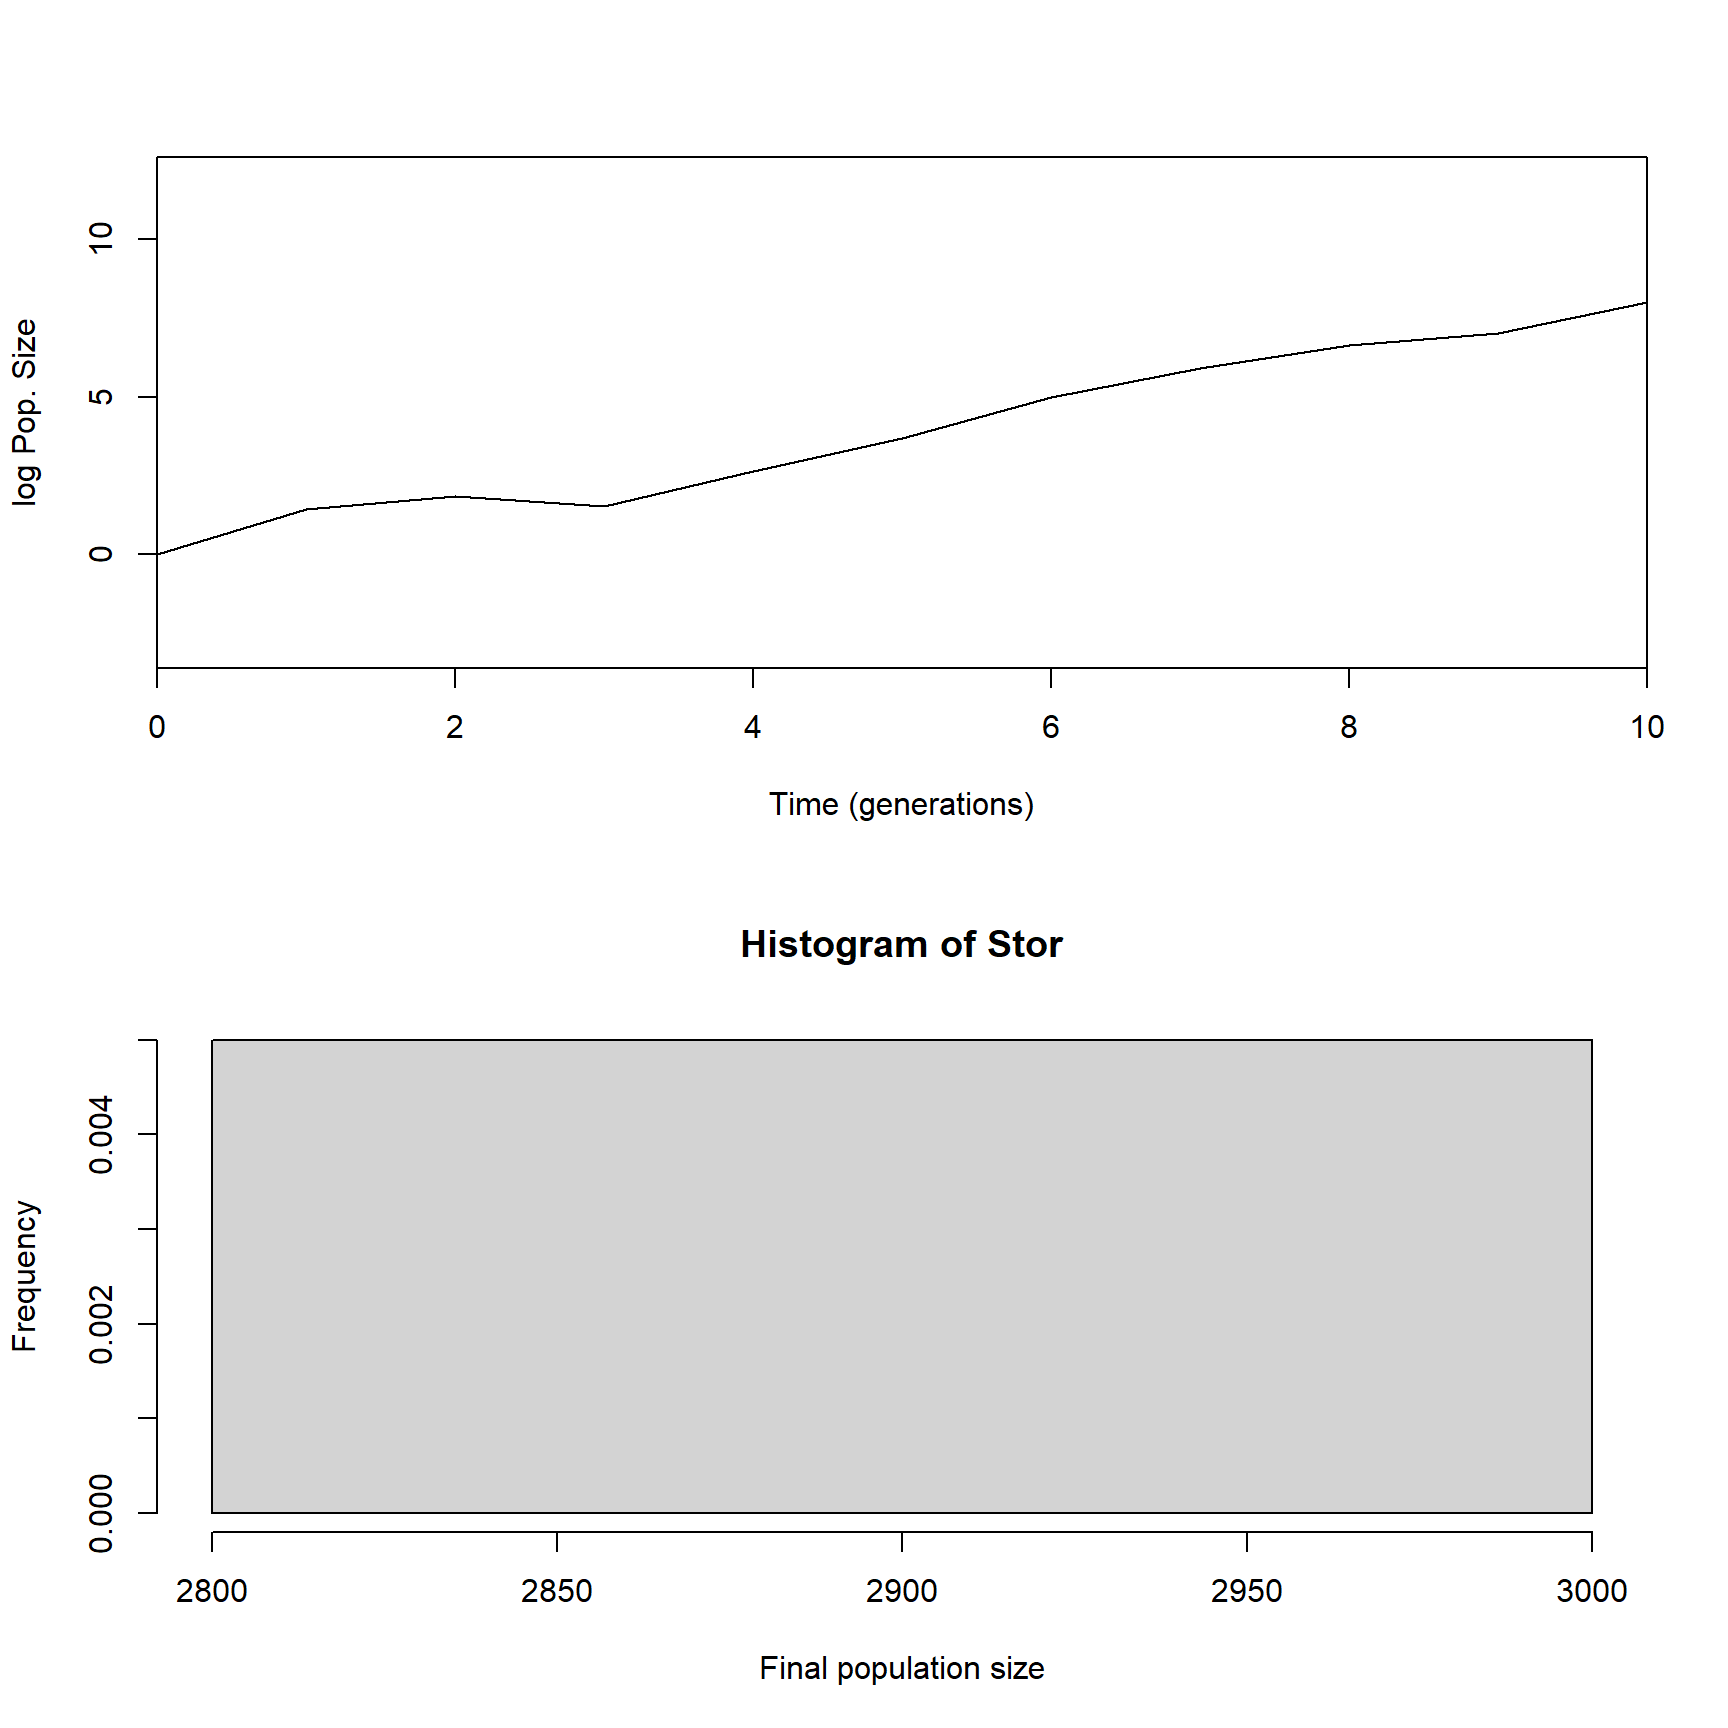 10
5
0
log Pop. Size
0 2 4 6 8 10
Time (generations)
Histogram of Stor
0.004
0.002
0.000
Frequency
2800 2850 2900 2950 3000
Final population size